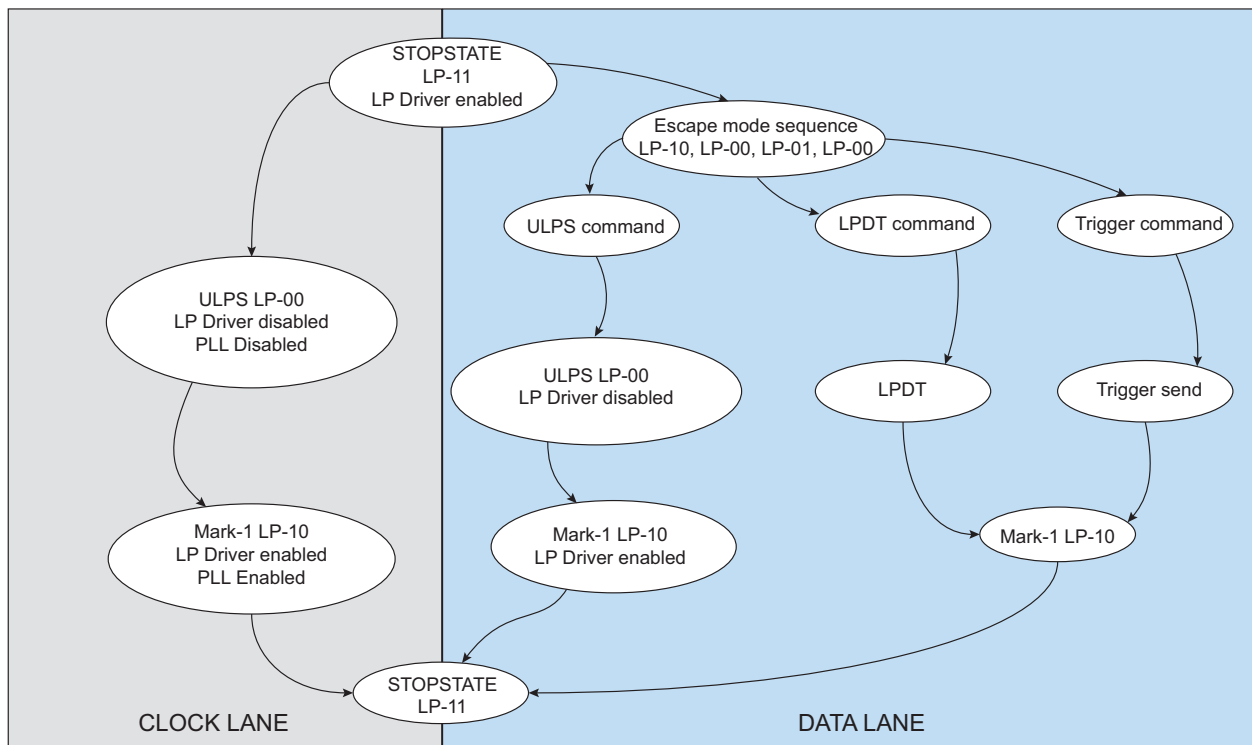 STOPSTATE
LP-11
LP Driver enabled
Escape mode sequence
LP-10, LP-00, LP-01, LP-00
ULPS command
LPDT command
Trigger command
ULPS LP-00
LP Driver disabled
PLL Disabled
ULPS LP-00
LP Driver disabled
LPDT
Trigger send
Mark-1 LP-10
LP Driver enabled
PLL Enabled
Mark-1 LP-10
LP Driver enabled
Mark-1 LP-10
STOPSTATE
LP-11
CLOCK LANE
DATA LANE